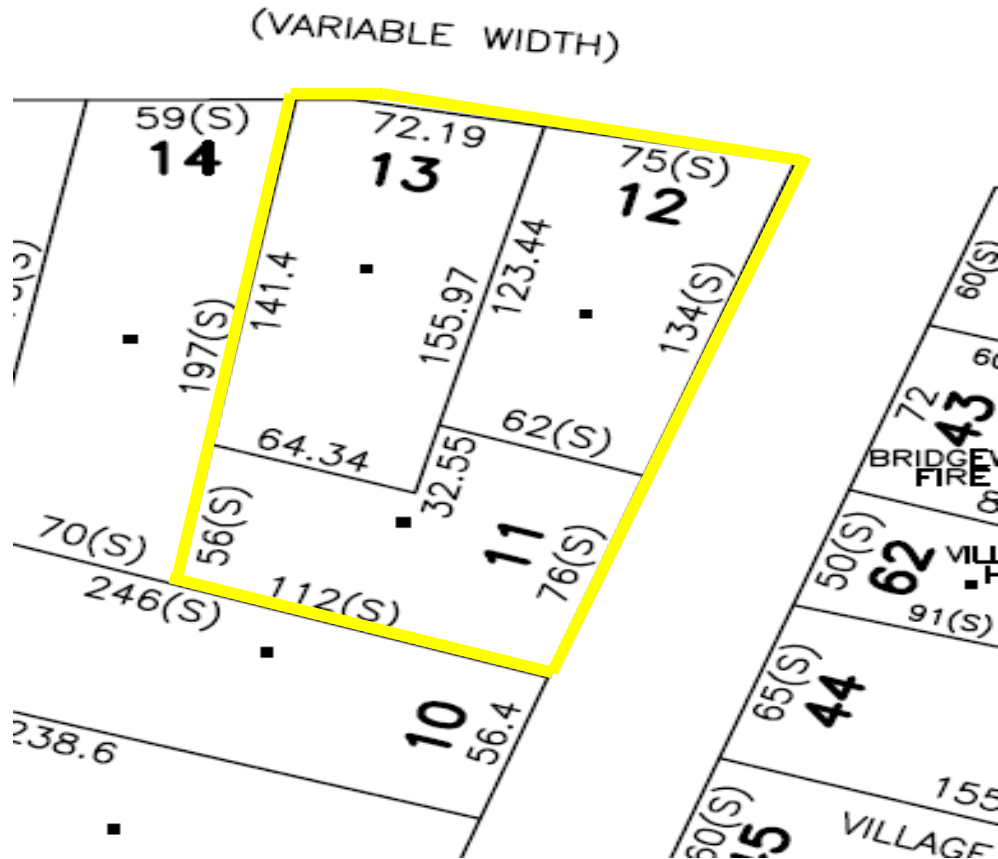 (VARIABLE WIDTH)
59(S)
14
72.19
13
75(S)
12
141.4
155.97
123.44
134(S)
60(S)
197(S)
64.34
62(S)
32.55
72
43
BRIDGEW
FIRE
56(S)
11
76(S)
50(S)
62
VILL
91(S)
70(S)
246(S)
112(S)
65(S)
44
10
56.4
238.6
155
60(S)
VILLAGE